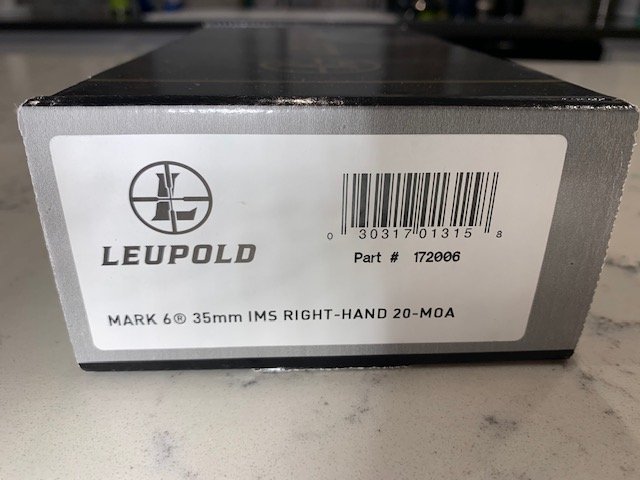 LEUPOLD
0 30317 01315 8
Part # 172006
MARK 6® 35mm IMS RIGHT-HAND 20-MOA